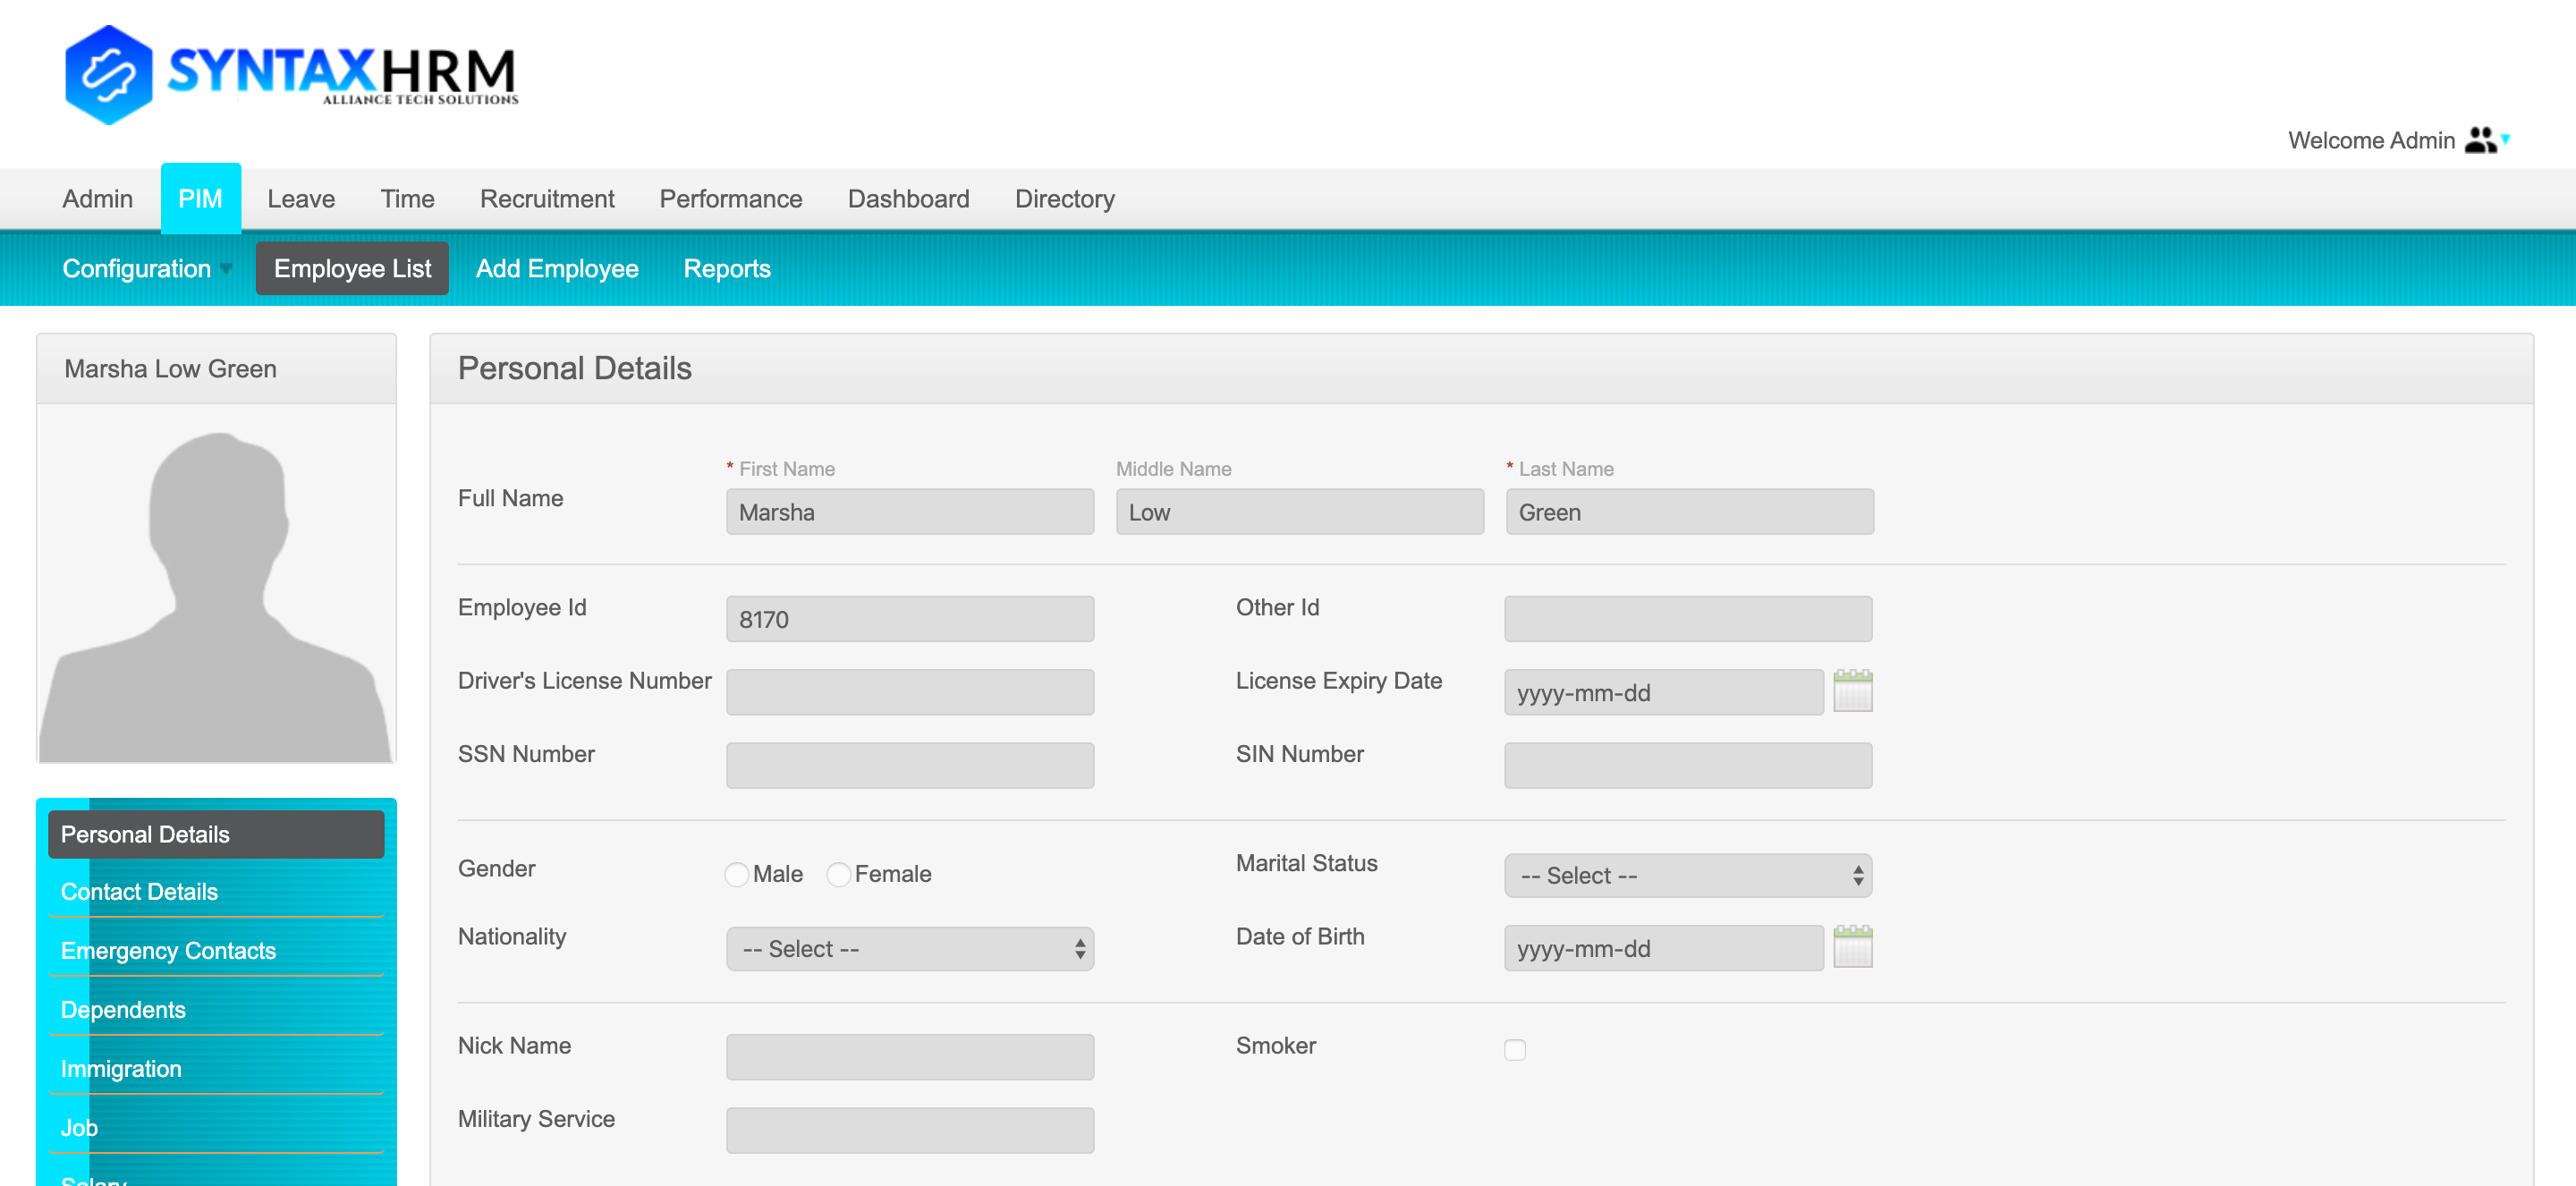 SYNTAXHRM
ALLIANCE TECH SOLUTIONS
Welcome Admin
Admin PIM Leave Time Recruitment Performance Dashboard Directory
Configuration Employee List Add Employee Reports
Marsha Low Green
Personal Details
* First Name Middle Name * Last Name
Full Name Marsha Low Green
Employee Id 8170 Other Id
Driver's License Number License Expiry Date yyyy-mm-dd
SSN Number SIN Number
Gender Male Female Marital Status -- Select --
Nationality -- Select -- Date of Birth yyyy-mm-dd
Nick Name Smoker
Military Service
Personal Details
Contact Details
Emergency Contacts
Dependents
Immigration
Job
Salary